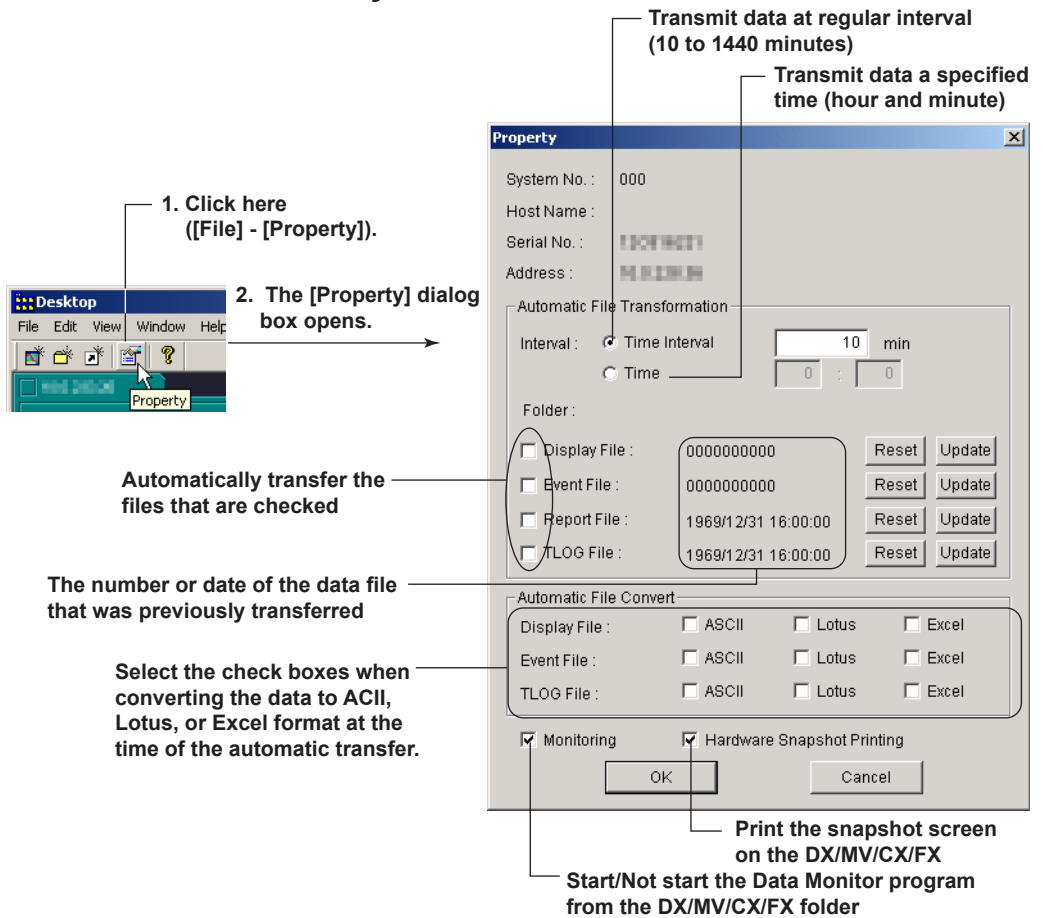 Transmit data at regular interval
(10 to 1440 minutes)
Transmit data a specified
time (hour and minute)
1. Click here
([File] - [Property]).
Desktop
File Edit View Window Help
Property
2. The [Property] dialog
box opens.
Property
System No. : 000
Host Name :
Serial No. :
Address :
Automatic File Transformation
Interval : Time Interval 10 min
Time 0 : 0
Folder :
Display File : 0000000000 Reset Update
Event File : 0000000000 Reset Update
Report File : 1969/12/31 16:00:00 Reset Update
TLOG File : 1969/12/31 16:00:00 Reset Update
Automatically transfer the
files that are checked
The number or date of the data file
that was previously transferred
Automatic File Convert
Display File : ASCII Lotus Excel
Event File : ASCII Lotus Excel
TLOG File : ASCII Lotus Excel
Select the check boxes when
converting the data to ACII,
Lotus, or Excel format at the
time of the automatic transfer.
Monitoring Hardware Snapshot Printing
OK Cancel
Print the snapshot screen
on the DX/MV/CX/FX
Start/Not start the Data Monitor program
from the DX/MV/CX/FX folder